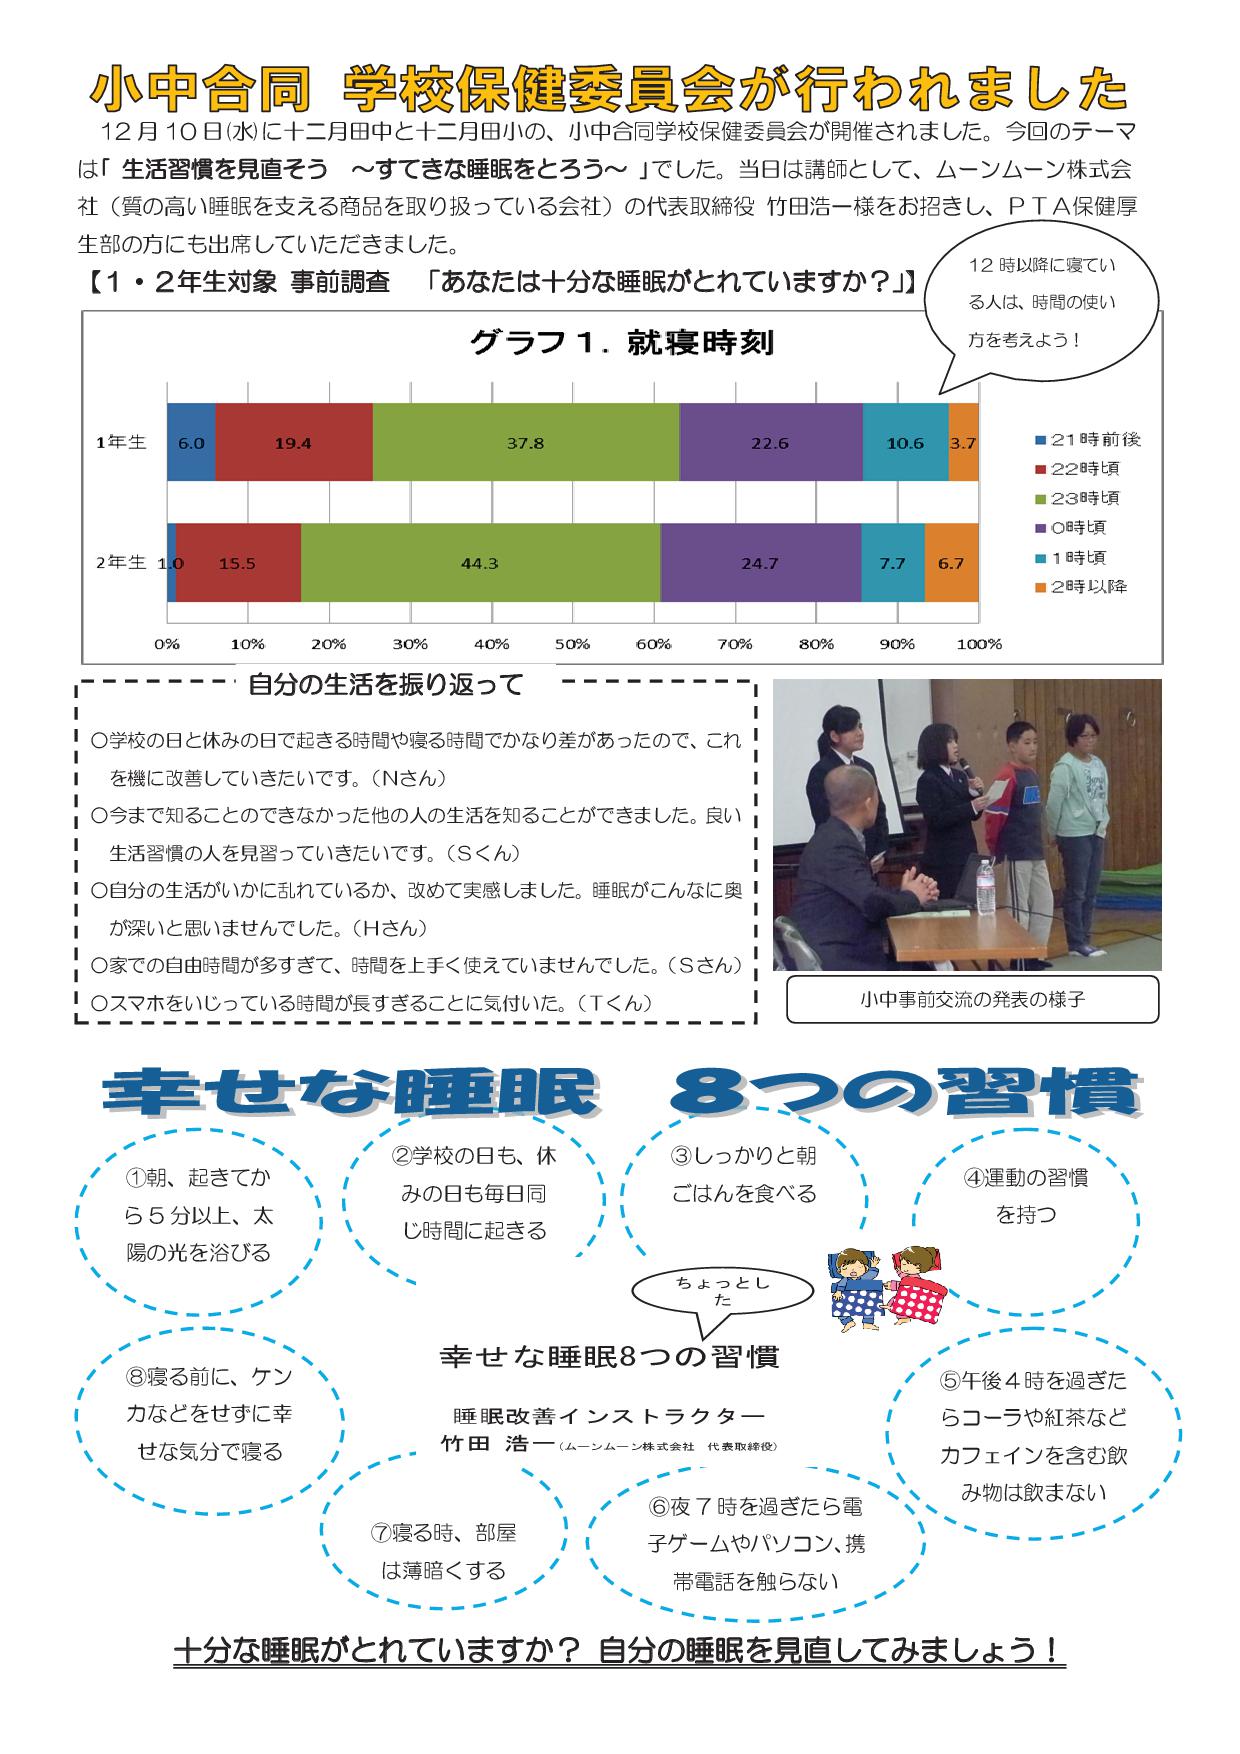 小中合同 学校保健委員会が行われました
12月10日(水)に十二月田中と十二月田小の、小中合同学校保健委員会が開催されました。今回のテーマ
は「 生活習慣を見直そう　～すてきな睡眠をとろう～ 」でした。当日は講師として、ムーンムーン株式会
社（質の高い睡眠を支える商品を取り扱っている会社）の代表取締役 竹田浩一様をお招きし、ＰＴＡ保健厚
生部の方にも出席していただきました。
【１・２年生対象 事前調査　「あなたは十分な睡眠がとれていますか？」】
12時以降に寝てい
る人は、時間の使い
方を考えよう！
グラフ１．就寝時刻
1年生 6.0 19.4 37.8 22.6 10.6 3.7
2年生 1.0 15.5 44.3 24.7 7.7 6.7
0% 10% 20% 30% 40% 50% 60% 70% 80% 90% 100%
21時前後
22時頃
23時頃
0時頃
1時頃
2時以降
自分の生活を振り返って
○学校の日と休みの日で起きる時間や寝る時間でかなり差があったので、これ
を機に改善していきたいです。（Ｎさん）
○今まで知ることのできなかった他の人の生活を知ることができました。良い
生活習慣の人を見習っていきたいです。（Ｓくん）
○自分の生活がいかに乱れているか、改めて実感しました。睡眠がこんなに奥
が深いと思いませんでした。（Ｈさん）
○家での自由時間が多すぎて、時間を上手く使えていませんでした。（Ｓさん）
○スマホをいじっている時間が長すぎることに気付いた。（Ｔくん）
小中事前交流の発表の様子
幸せな睡眠　８つの習慣
①朝、起きてか
ら５分以上、太
陽の光を浴びる
②学校の日も、休
みの日も毎日同
じ時間に起きる
③しっかりと朝
ごはんを食べる
④運動の習慣
を持つ
ちょっとし
た
幸せな睡眠8つの習慣
睡眠改善インストラクター
竹田 浩一（ムーンムーン株式会社　代表取締役）
⑧寝る前に、ケン
カなどをせずに幸
せな気分で寝る
⑤午後４時を過ぎた
らコーラや紅茶など
カフェインを含む飲
み物は飲まない
⑦寝る時、部屋
は薄暗くする
⑥夜７時を過ぎたら電
子ゲームやパソコン、携
帯電話を触らない
十分な睡眠がとれていますか？ 自分の睡眠を見直してみましょう！